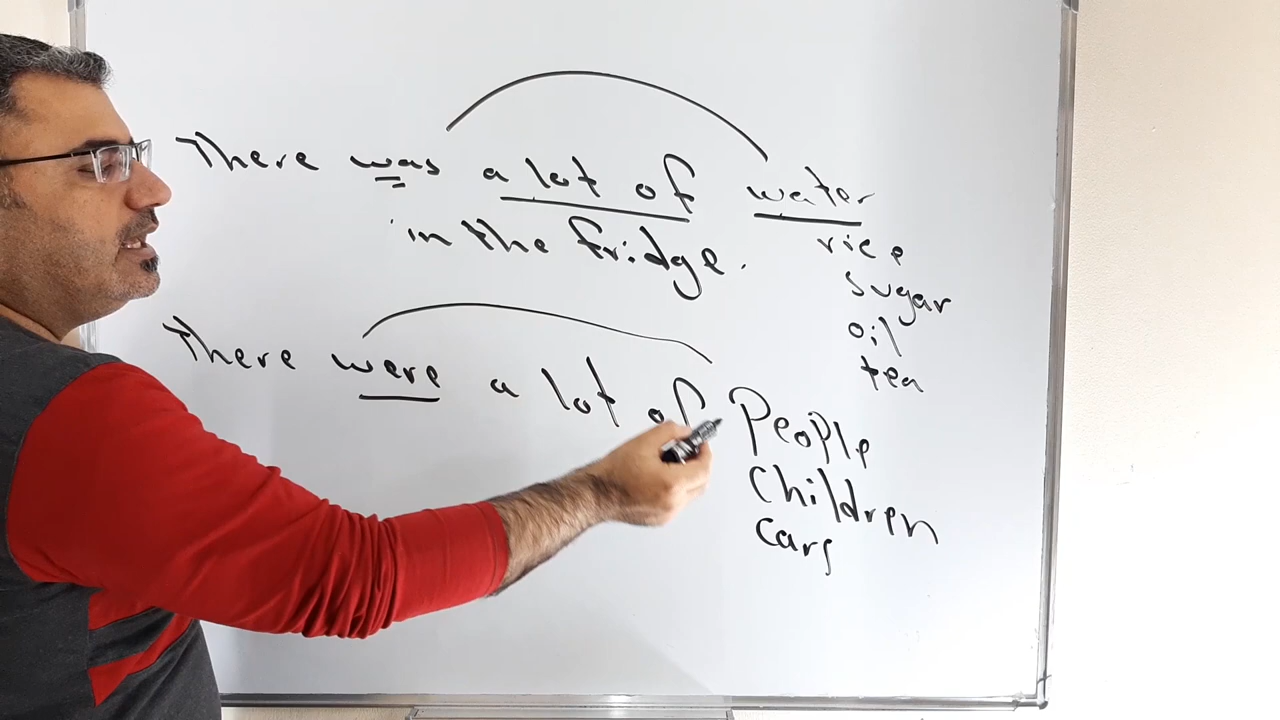 There was a lot of water
in the fridge.
rice
sugar
oil
tea
There were a lot of People
Children
Cars